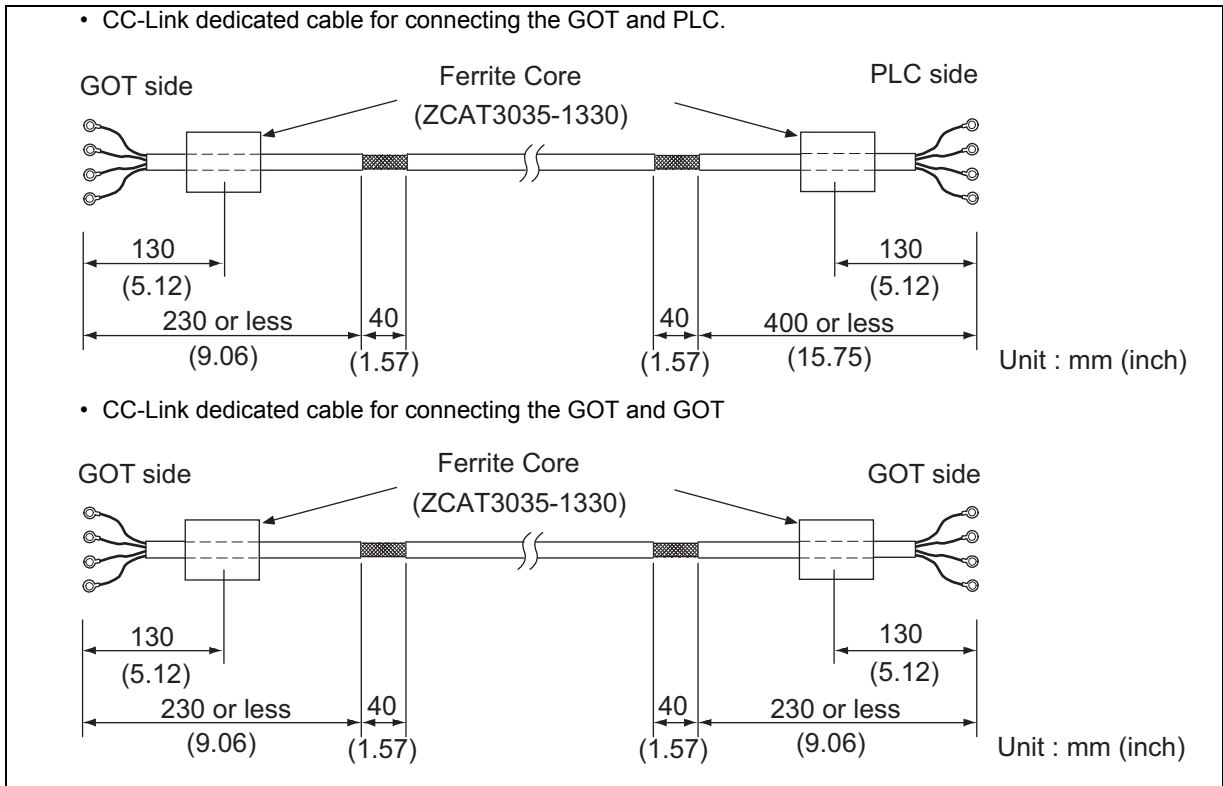 • CC-Link dedicated cable for connecting the GOT and PLC.
GOT side
Ferrite Core
(ZCAT3035-1330)
PLC side
130
(5.12)
130
(5.12)
230 or less
(9.06)
40
(1.57)
40
(1.57)
400 or less
(15.75)
Unit : mm (inch)
• CC-Link dedicated cable for connecting the GOT and GOT
GOT side
Ferrite Core
(ZCAT3035-1330)
GOT side
130
(5.12)
130
(5.12)
230 or less
(9.06)
40
(1.57)
40
(1.57)
230 or less
(9.06)
Unit : mm (inch)